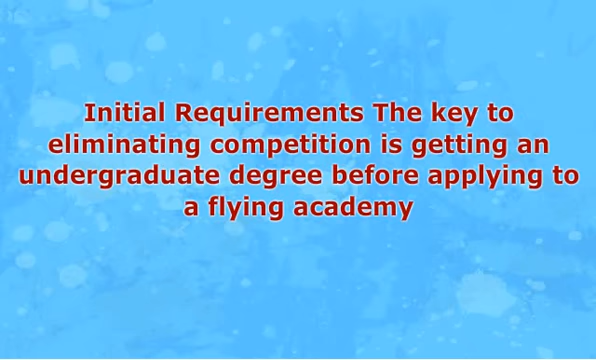 Initial Requirements The key to
eliminating competition is getting an
undergraduate degree before applying to
a flying academy